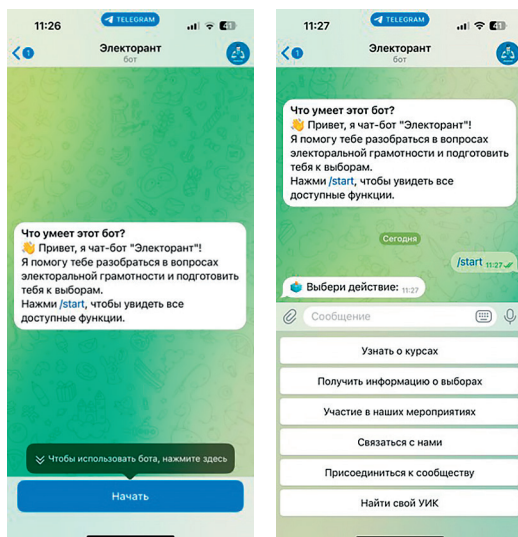 11:26
TELEGRAM
41
1
Электорант
бот
Что умеет этот бот?
👋 Привет, я чат-бот "Электорант"!
Я помогу тебе разобраться в вопросах
электоральной грамотности и подготовить
тебя к выборам.
Нажми /start, чтобы увидеть все
доступные функции.
Чтобы использовать бота, нажмите здесь
Начать
11:27
TELEGRAM
41
1
Электорант
бот
Что умеет этот бот?
👋 Привет, я чат-бот "Электорант"!
Я помогу тебе разобраться в вопросах
электоральной грамотности и подготовить
тебя к выборам.
Нажми /start, чтобы увидеть все
доступные функции.
Сегодня
/start 11:27
🗳 Выбери действие: 11:27
Сообщение
Узнать о курсах
Получить информацию о выборах
Участие в наших мероприятиях
Связаться с нами
Присоединиться к сообществу
Найти свой УИК